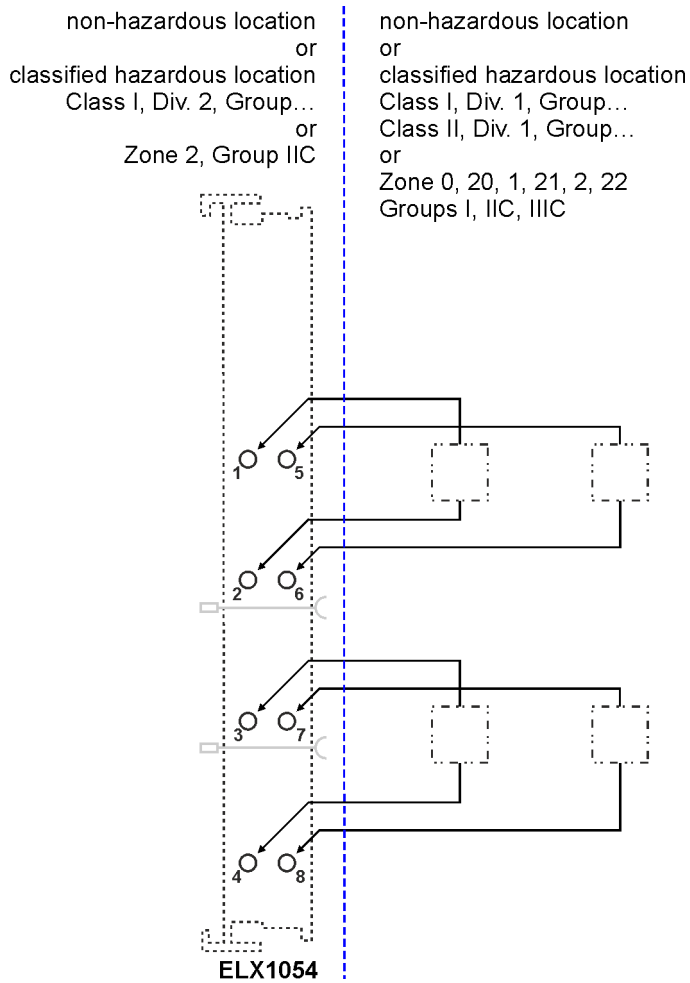 non-hazardous location
or
classified hazardous location
Class I, Div. 2, Group...
or
Zone 2, Group IIC
non-hazardous location
or
classified hazardous location
Class I, Div. 1, Group...
Class II, Div. 1, Group...
or
Zone 0, 20, 1, 21, 2, 22
Groups I, IIC, IIIC
1 5
2 6
3 7
4 8
ELX1054